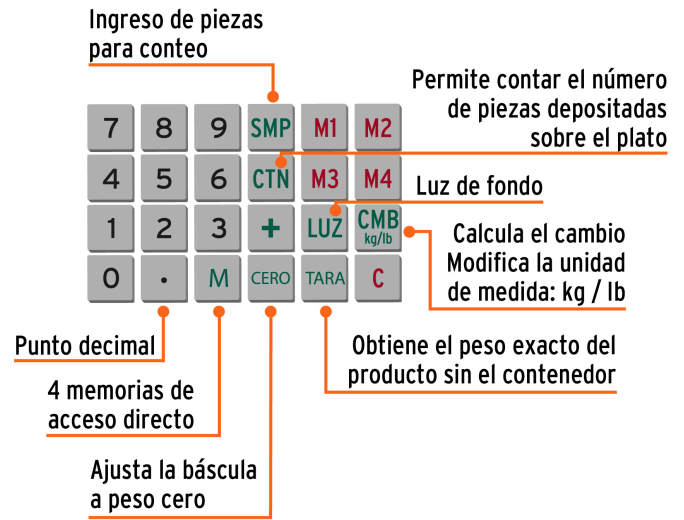 Ingreso de piezas
para conteo
Permite contar el número
de piezas depositadas
sobre el plato
7 8 9 SMP M1 M2
4 5 6 CTN M3 M4
Luz de fondo
1 2 3 + LUZ CMB
kg/lb
Calcula el cambio
Modifica la unidad
de medida: kg / lb
0 . M CERO TARA C
Punto decimal
Obtiene el peso exacto del
producto sin el contenedor
4 memorias de
acceso directo
Ajusta la báscula
a peso cero